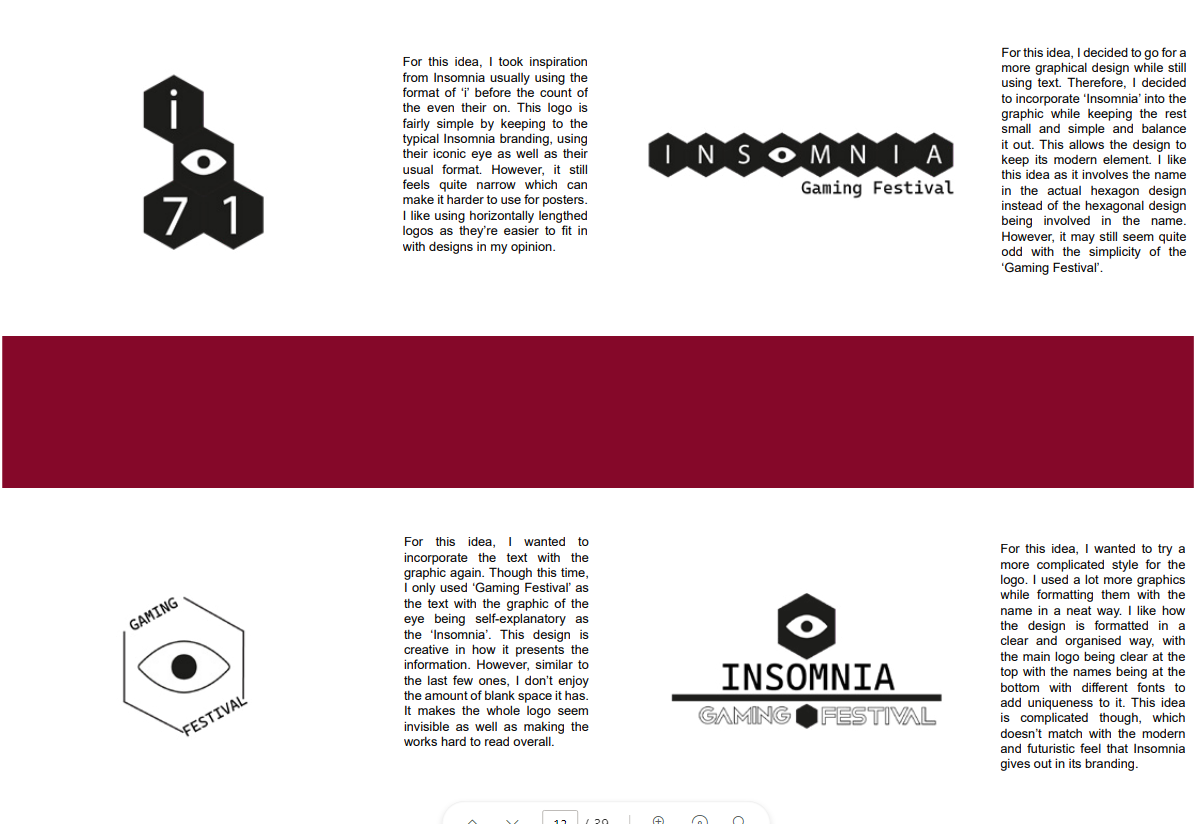 i
7 1
For this idea, I took inspiration
from Insomnia usually using the
format of ‘i’ before the count of
the even their on. This logo is
fairly simple by keeping to the
typical Insomnia branding, using
their iconic eye as well as their
usual format. However, it still
feels quite narrow which can
make it harder to use for posters.
I like using horizontally lengthed
logos as they’re easier to fit in
with designs in my opinion.
I N S M N I A
Gaming Festival
For this idea, I decided to go for a
more graphical design while still
using text. Therefore, I decided
to incorporate ‘Insomnia’ into the
graphic while keeping the rest
small and simple and balance
it out. This allows the design to
keep its modern element. I like
this idea as it involves the name
in the actual hexagon design
instead of the hexagonal design
being involved in the name.
However, it may still seem quite
odd with the simplicity of the
‘Gaming Festival’.
GAMING
FESTIVAL
For this idea, I wanted to
incorporate the text with the
graphic again. Though this time,
I only used ‘Gaming Festival’ as
the text with the graphic of the
eye being self-explanatory as
the ‘Insomnia’. This design is
creative in how it presents the
information. However, similar to
the last few ones, I don’t enjoy
the amount of blank space it has.
It makes the whole logo seem
invisible as well as making the
works hard to read overall.
INSOMNIA
GAMING FESTIVAL
For this idea, I wanted to try a
more complicated style for the
logo. I used a lot more graphics
while formatting them with the
name in a neat way. I like how
the design is formatted in a
clear and organised way, with
the main logo being clear at the
top with the names being at the
bottom with different fonts to
add uniqueness to it. This idea
is complicated though, which
doesn’t match with the modern
and futuristic feel that Insomnia
gives out in its branding.